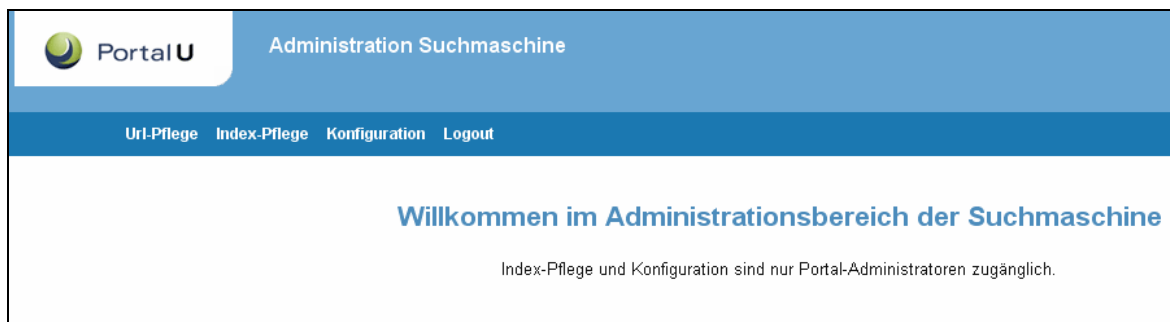 PortalU
Administration Suchmaschine
Url-Pflege Index-Pflege Konfiguration Logout
Willkommen im Administrationsbereich der Suchmaschine
Index-Pflege und Konfiguration sind nur Portal-Administratoren zugänglich.